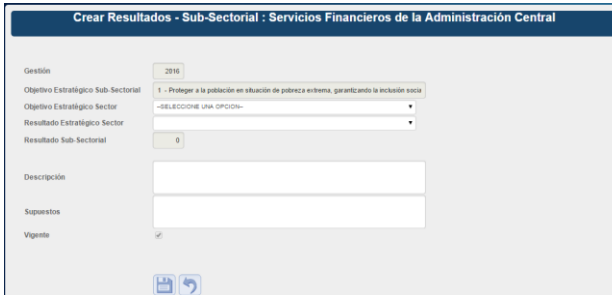 Crear Resultados - Sub-Sectorial : Servicios Financieros de la Administración Central
Gestión 2016
Objetivo Estratégico Sub-Sectorial 1 - Proteger a la población en situación de pobreza extrema, garantizando la inclusión socia
Objetivo Estratégico Sector --SELECCIONE UNA OPCION--
Resultado Estratégico Sector
Resultado Sub-Sectorial 0
Descripción
Supuestos
Vigente